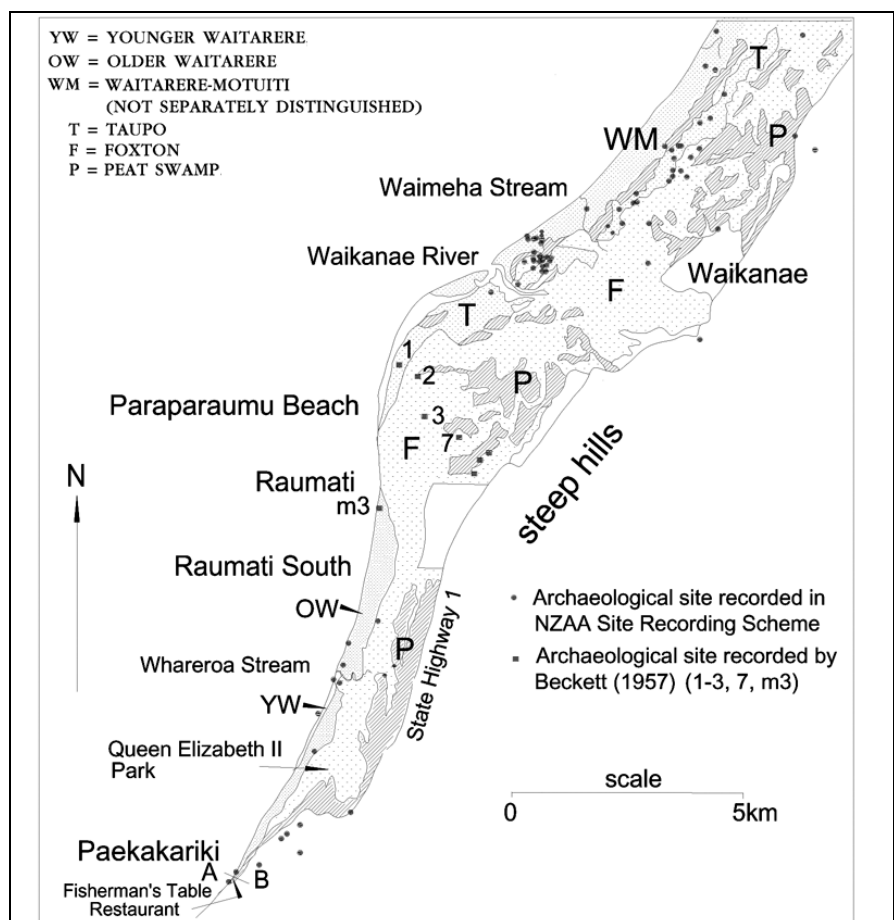 YW = YOUNGER WAITARERE
OW = OLDER WAITARERE
WM = WAITARERE-MOTUITI
(NOT SEPARATELY DISTINGUISHED)
T = TAUPO
F = FOXTON
P = PEAT SWAMP
T
WM
P
Waimeha Stream
Waikanae River
Waikanae
F
T
1
2
P
Paraparaumu Beach
3
F
7
steep hills
N
Raumati
m3
Raumati South
OW
P
State Highway 1
Whareroa Stream
YW
Queen Elizabeth II
Park
Archaeological site recorded in
NZAA Site Recording Scheme
Archaeological site recorded by
Beckett (1957) (1-3, 7, m3)
scale
0
5km
Paekakariki
A
B
Fisherman's Table
Restaurant